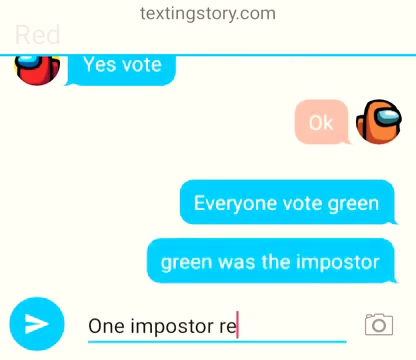 textingstory.com
Red
Yes vote
Ok
Everyone vote green
green was the impostor
One impostor re